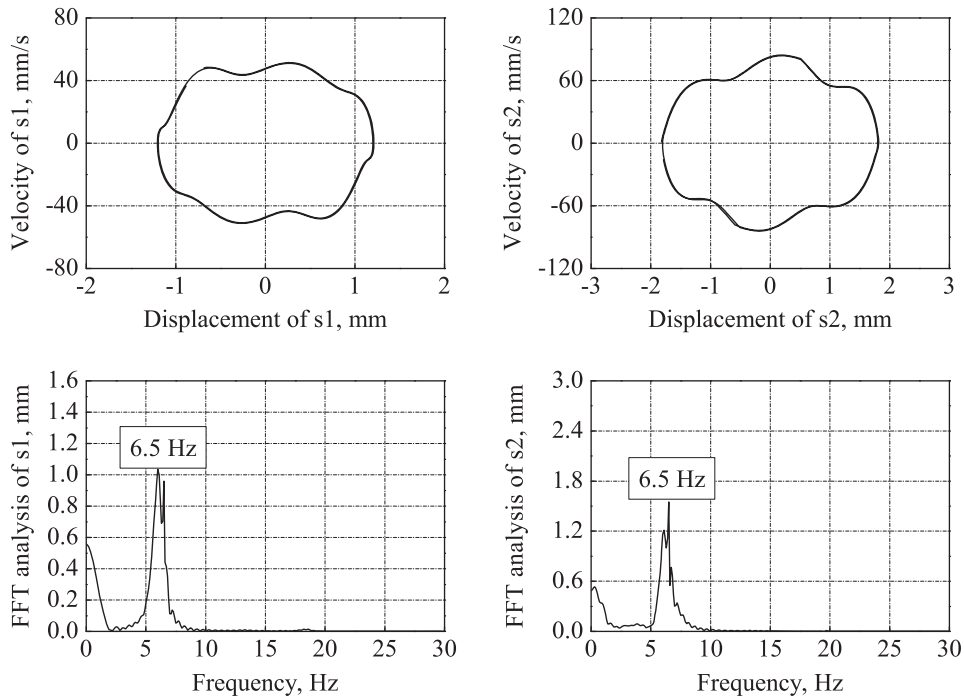 80
40
0
-40
-80
Velocity of s1, mm/s
-2 -1 0 1 2
Displacement of s1, mm
120
60
0
-60
-120
Velocity of s2, mm/s
-3 -2 -1 0 1 2 3
Displacement of s2, mm
1.6
1.4
1.2
1.0
0.8
0.6
0.4
0.2
0.0
FFT analysis of s1, mm
6.5 Hz
0 5 10 15 20 25 30
Frequency, Hz
3.0
2.4
1.8
1.2
0.6
0.0
FFT analysis of s2, mm
6.5 Hz
0 5 10 15 20 25 30
Frequency, Hz